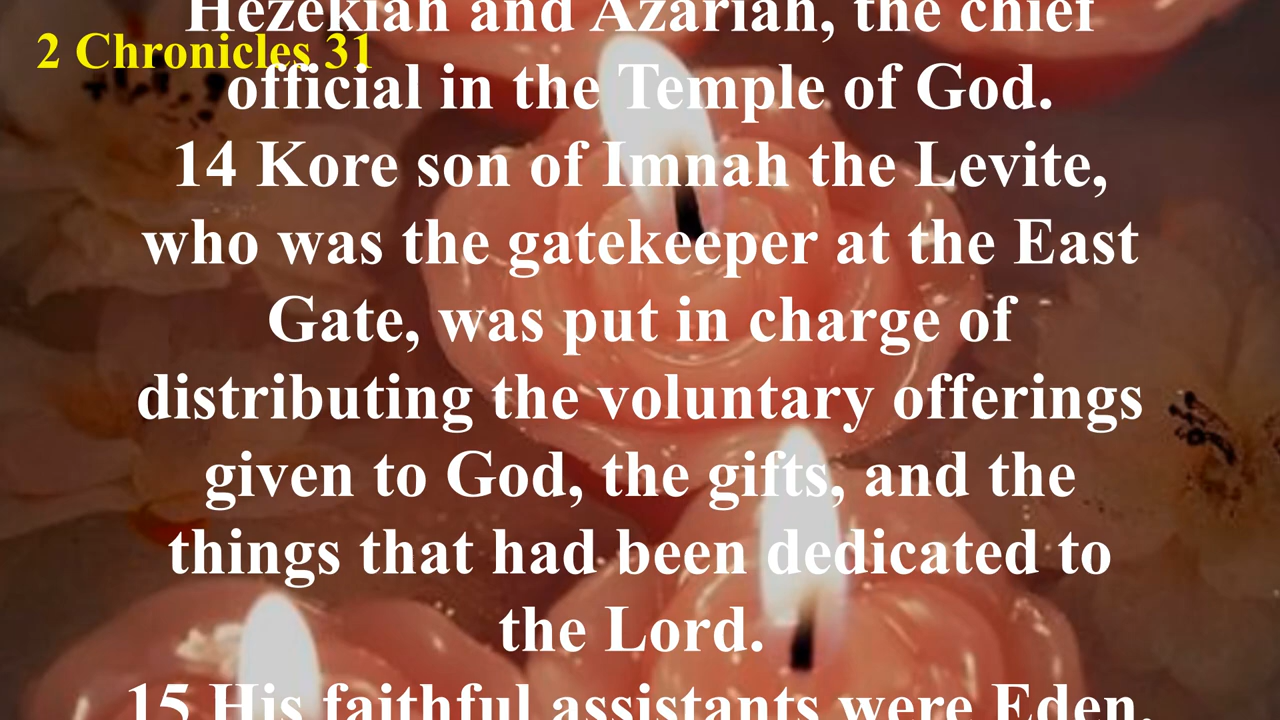 Hezekiah and Azariah, the chief
2 Chronicles 31
official in the Temple of God.
14 Kore son of Imnah the Levite,
who was the gatekeeper at the East
Gate, was put in charge of
distributing the voluntary offerings
given to God, the gifts, and the
things that had been dedicated to
the Lord.
15 His faithful assistants were Eden,